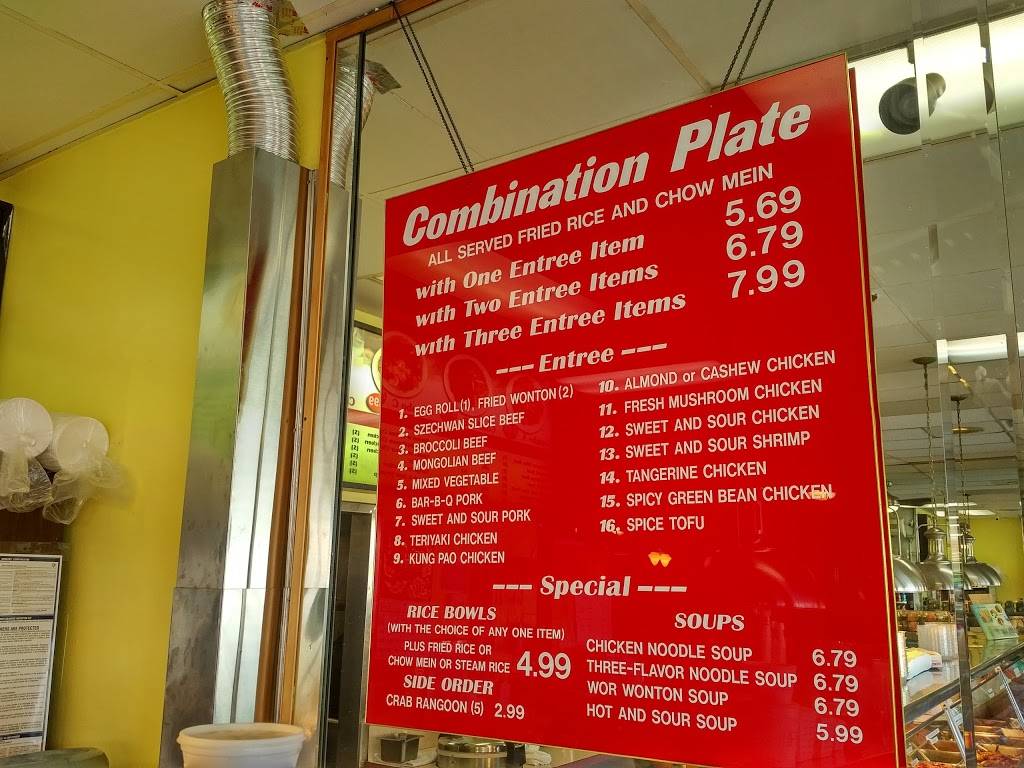 Combination Plate
ALL SERVED FRIED RICE AND CHOW MEIN
with One Entree Item 5.69
with Two Entree Items 6.79
with Three Entree Items 7.99
--- Entree ---
1. EGG ROLL(1), FRIED WONTON(2)
2. SZECHWAN SLICE BEEF
3. BROCCOLI BEEF
4. MONGOLIAN BEEF
5. MIXED VEGETABLE
6. BAR-B-Q PORK
7. SWEET AND SOUR PORK
8. TERIYAKI CHICKEN
9. KUNG PAO CHICKEN
10. ALMOND or CASHEW CHICKEN
11. FRESH MUSHROOM CHICKEN
12. SWEET AND SOUR CHICKEN
13. SWEET AND SOUR SHRIMP
14. TANGERINE CHICKEN
15. SPICY GREEN BEAN CHICKEN
16. SPICE TOFU
--- Special ---
RICE BOWLS
(WITH THE CHOICE OF ANY ONE ITEM)
PLUS FRIED RICE OR
CHOW MEIN OR STEAM RICE 4.99
SIDE ORDER
CRAB RANGOON (5) 2.99
SOUPS
CHICKEN NOODLE SOUP 6.79
THREE-FLAVOR NOODLE SOUP 6.79
WOR WONTON SOUP 6.79
HOT AND SOUR SOUP 5.99